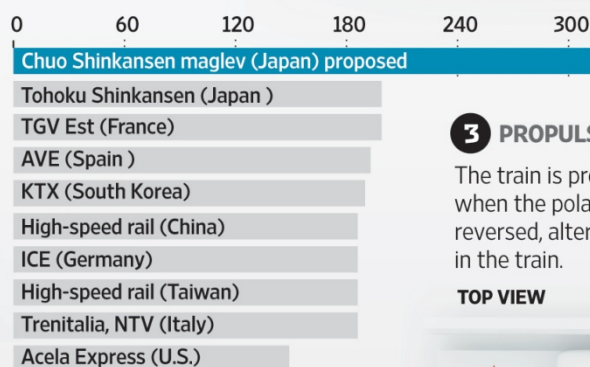 0 60 120 180 240 300
Chuo Shinkansen maglev (Japan) proposed
Tohoku Shinkansen (Japan )
TGV Est (France)
AVE (Spain )
KTX (South Korea)
High-speed rail (China)
ICE (Germany)
High-speed rail (Taiwan)
Trenitalia, NTV (Italy)
Acela Express (U.S.)
3 PROPULS
The train is pr
when the pola
reversed, alter
in the train.
TOP VIEW